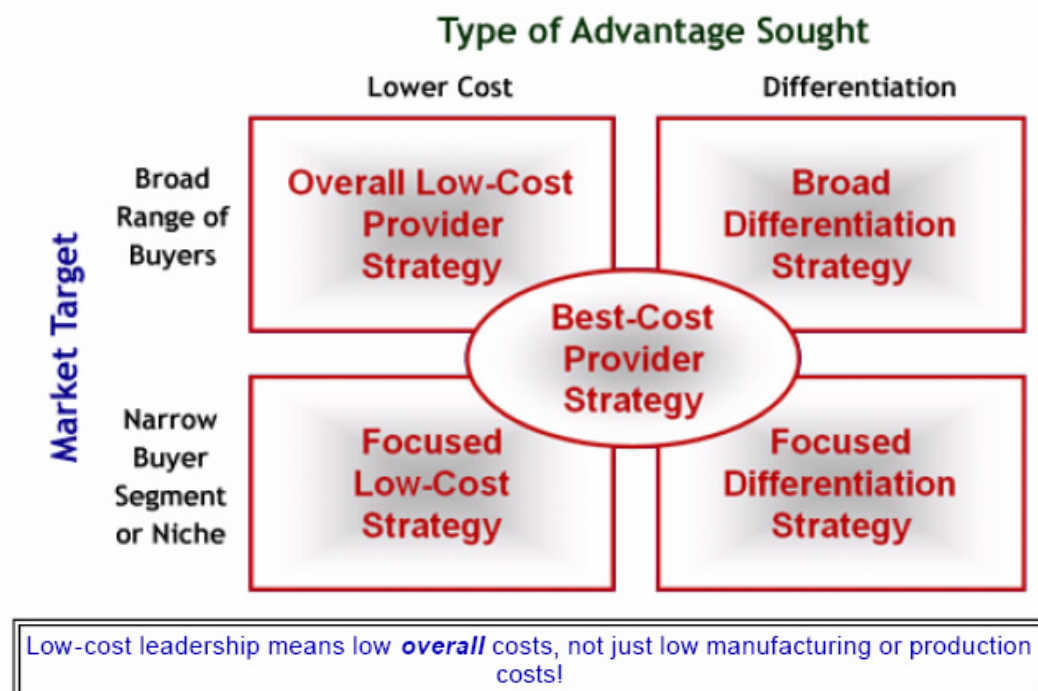 Type of Advantage Sought
Lower Cost
Differentiation
Market Target
Broad
Range of
Buyers
Overall Low-Cost
Provider
Strategy
Broad
Differentiation
Strategy
Best-Cost
Provider
Strategy
Narrow
Buyer
Segment
or Niche
Focused
Low-Cost
Strategy
Focused
Differentiation
Strategy
Low-cost leadership means low overall costs, not just low manufacturing or production
costs!